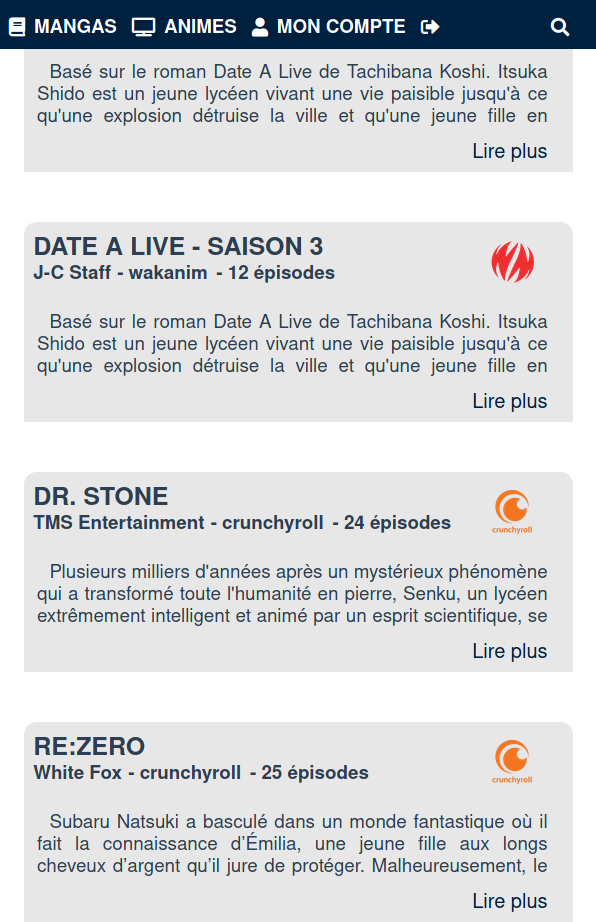 MANGAS ANIMES MON COMPTE
Basé sur le roman Date A Live de Tachibana Koshi. Itsuka
Shido est un jeune lycéen vivant une vie paisible jusqu'à ce
qu'une explosion détruise la ville et qu'une jeune fille en
Lire plus
DATE A LIVE - SAISON 3
J-C Staff - wakanim - 12 épisodes
Basé sur le roman Date A Live de Tachibana Koshi. Itsuka
Shido est un jeune lycéen vivant une vie paisible jusqu'à ce
qu'une explosion détruise la ville et qu'une jeune fille en
Lire plus
DR. STONE
TMS Entertainment - crunchyroll - 24 épisodes
crunchyroll
Plusieurs milliers d'années après un mystérieux phénomène
qui a transformé toute l'humanité en pierre, Senku, un lycéen
extrêmement intelligent et animé par un esprit scientifique, se
Lire plus
RE:ZERO
White Fox - crunchyroll - 25 épisodes
crunchyroll
Subaru Natsuki a basculé dans un monde fantastique où il
fait la connaissance d’Émilia, une jeune fille aux longs
cheveux d’argent qu’il jure de protéger. Malheureusement, le
Lire plus